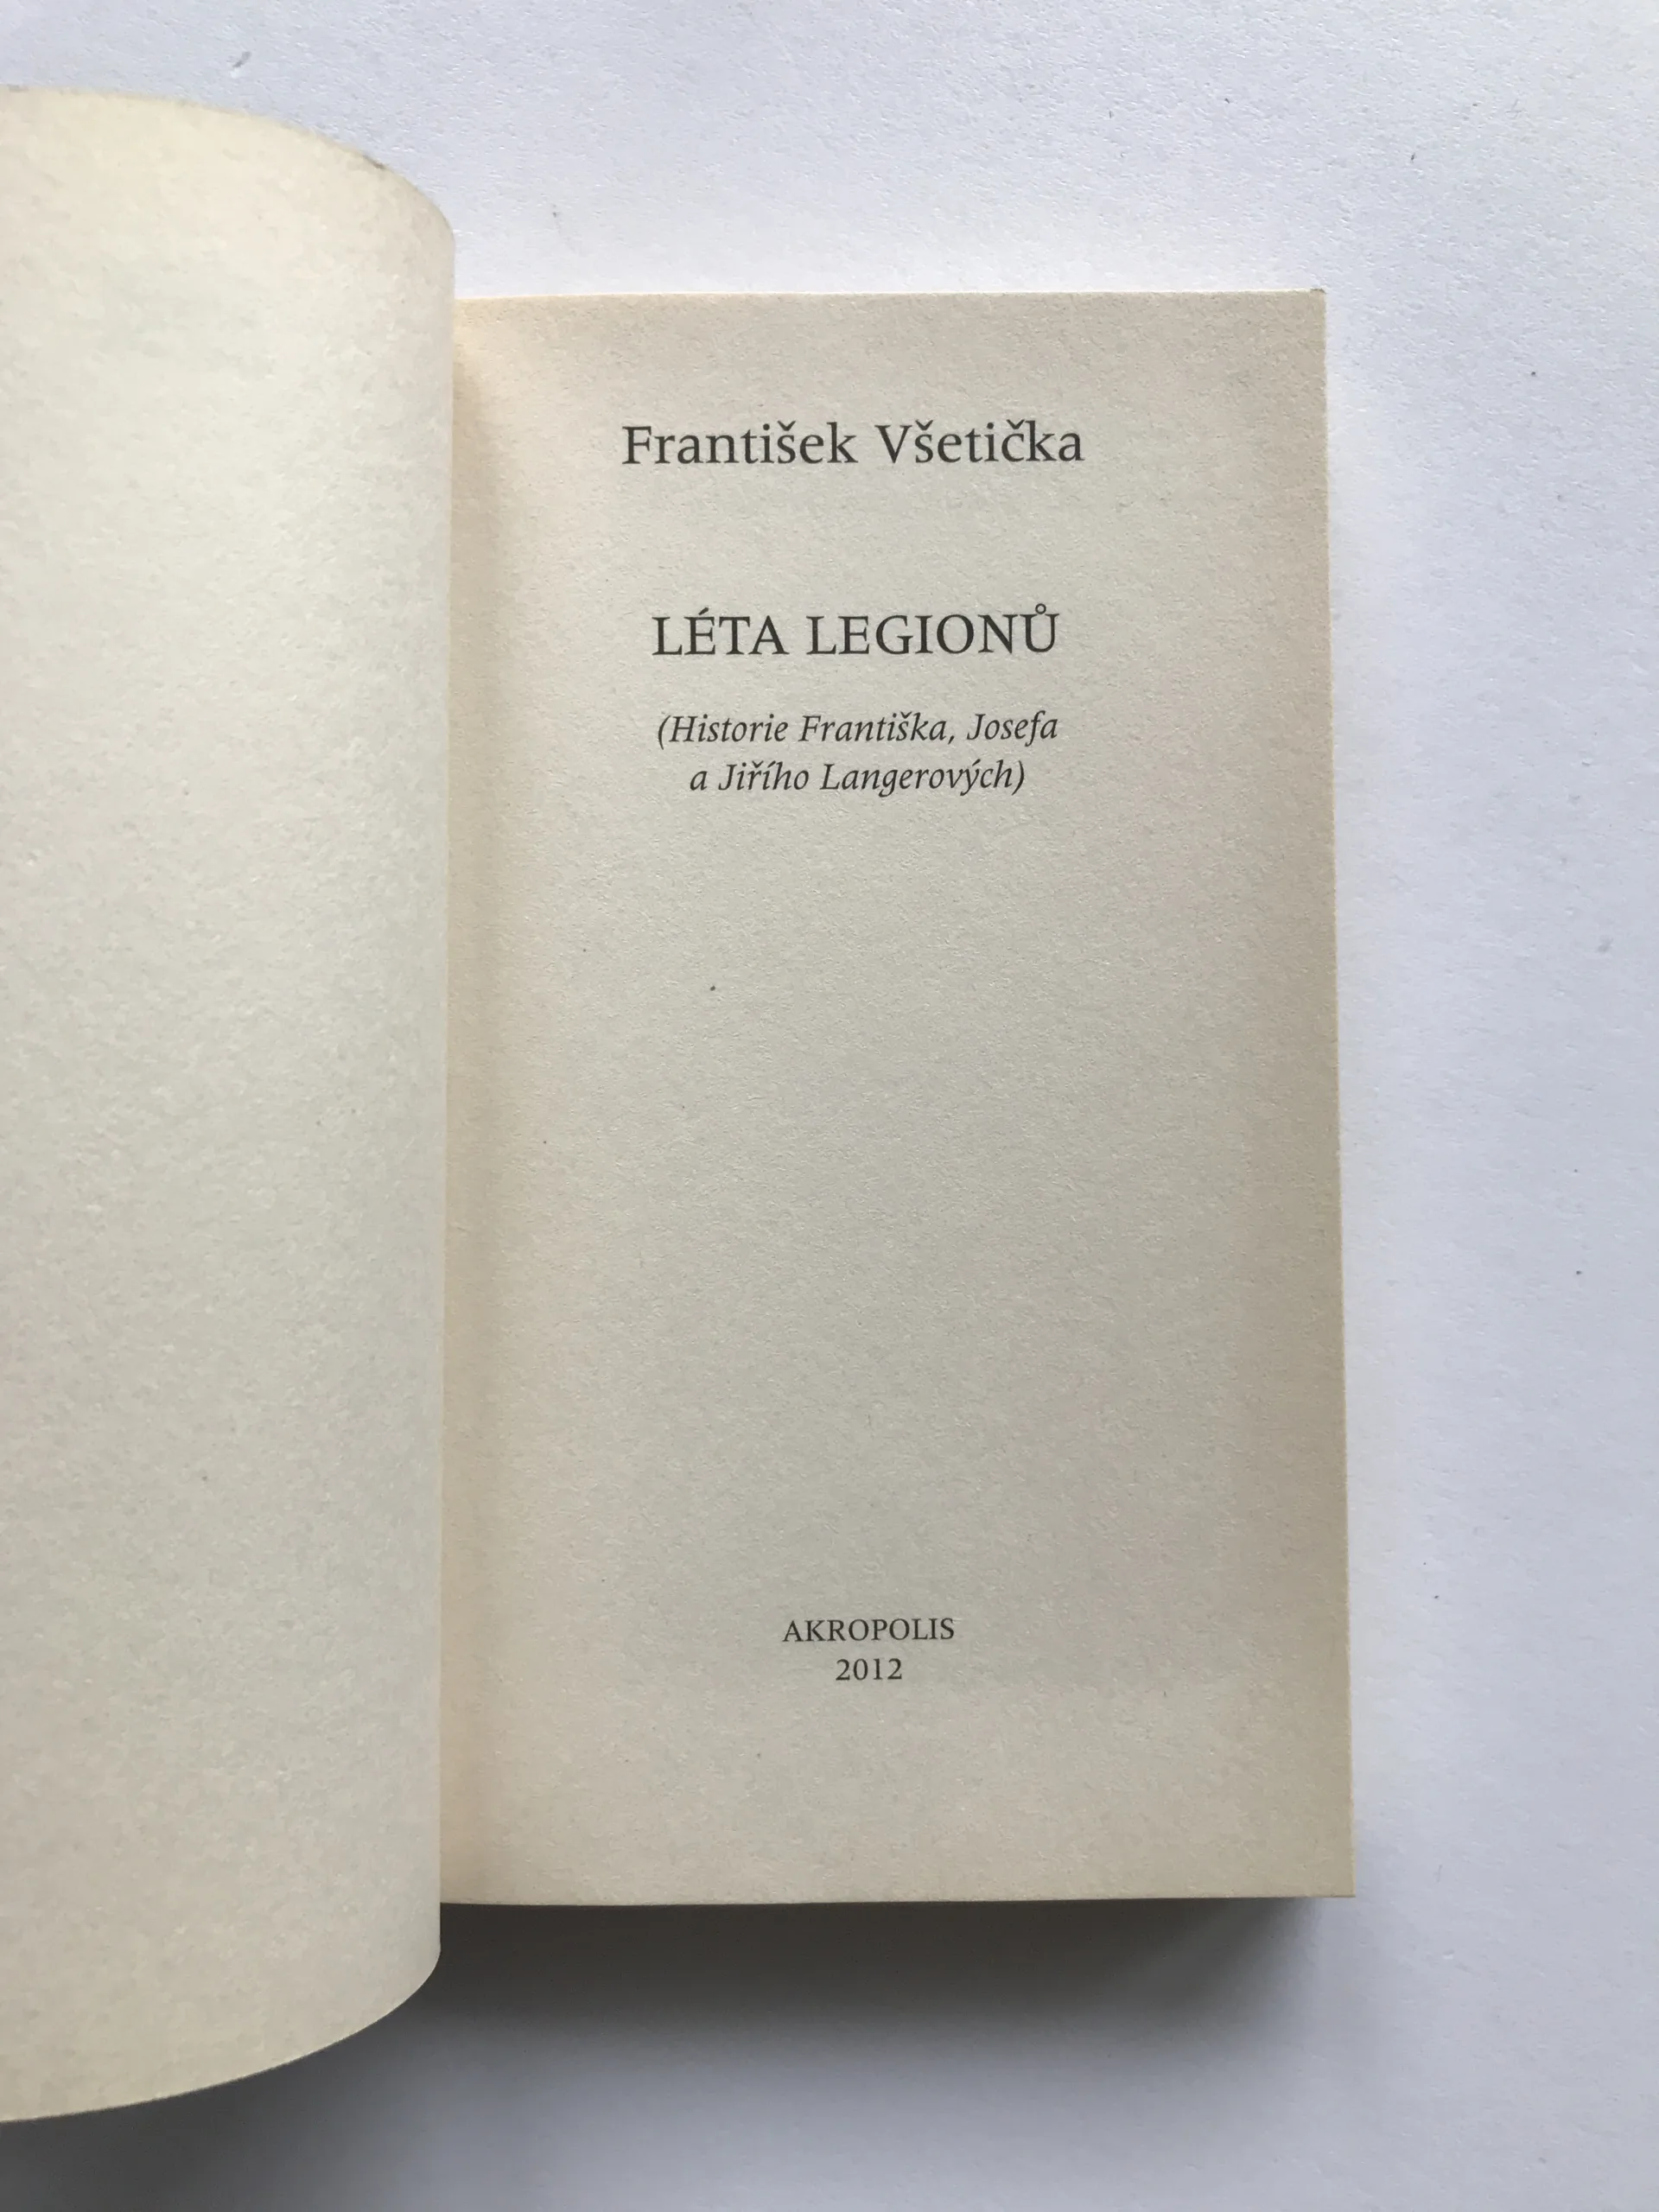 František Všetička
LÉTA LEGIONŮ
(Historie Františka, Josefa
a Jiřího Langerových)
AKROPOLIS
2012